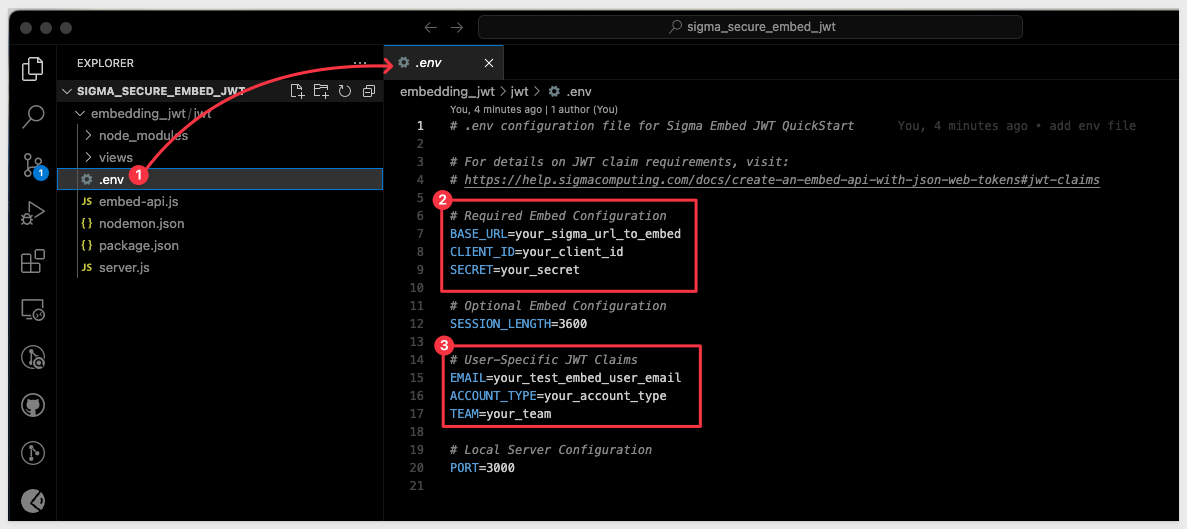 sigma_secure_embed_jwt
EXPLORER
...
SIGMA_SECURE_EMBED_JWT
embedding_jwt / jwt
node_modules
views
.env
1
JS embed-api.js
{} nodemon.json
{} package.json
JS server.js
1
.env
embedding_jwt > jwt > .env
You, 4 minutes ago | 1 author (You)
1 # .env configuration file for Sigma Embed JWT QuickStart You, 4 minutes ago • add env file
2
3 # For details on JWT claim requirements, visit:
4 # https://help.sigmacomputing.com/docs/create-an-embed-api-with-json-web-tokens#jwt-claims
5
2
6 # Required Embed Configuration
7 BASE_URL=your_sigma_url_to_embed
8 CLIENT_ID=your_client_id
9 SECRET=your_secret
10
11 # Optional Embed Configuration
12 SESSION_LENGTH=3600
13
3
14 # User-Specific JWT Claims
15 EMAIL=your_test_embed_user_email
16 ACCOUNT_TYPE=your_account_type
17 TEAM=your_team
18
19 # Local Server Configuration
20 PORT=3000
21